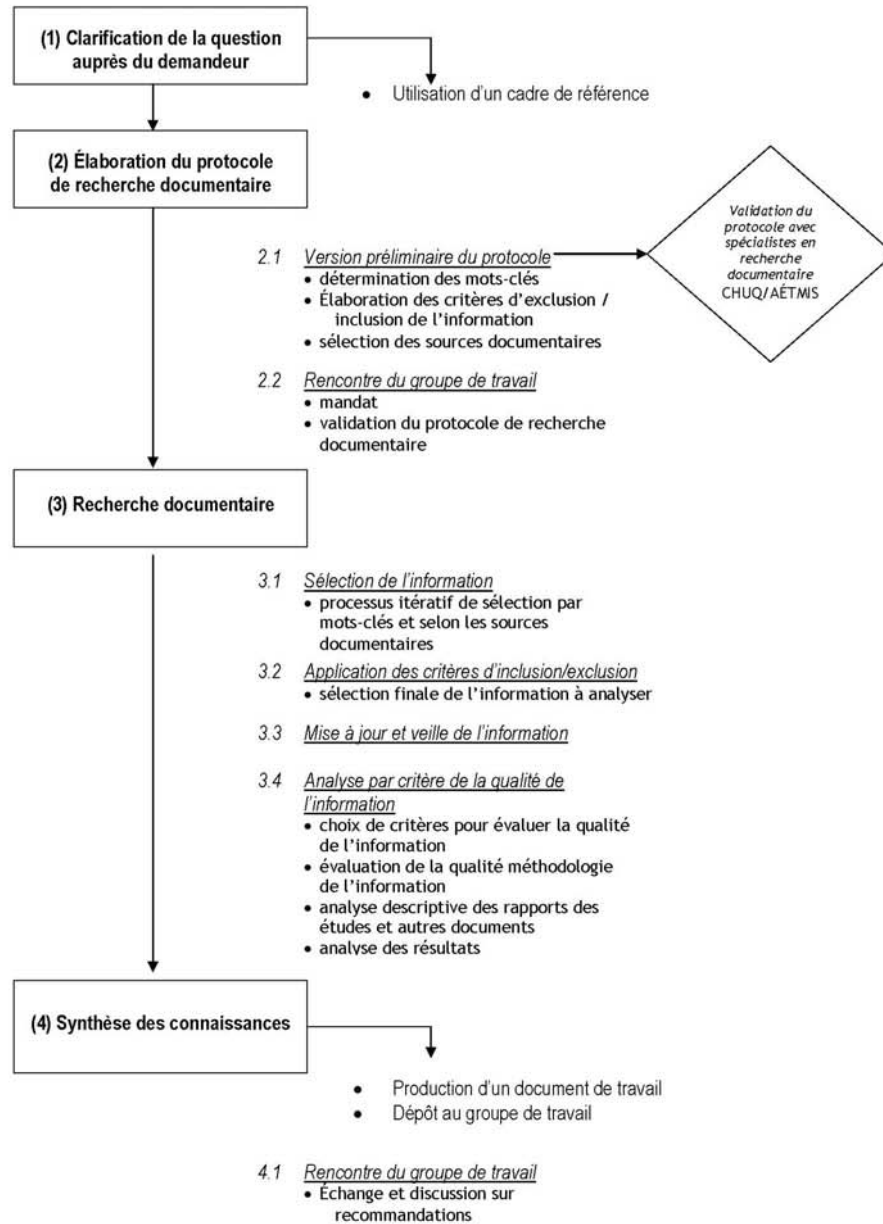 (1) Clarification de la question
auprès du demandeur
• Utilisation d'un cadre de référence
(2) Élaboration du protocole
de recherche documentaire
Validation du
protocole avec
spécialistes en
recherche
documentaire
CHUQ/AÉTMIS
2.1 Version préliminaire du protocole
• détermination des mots-clés
• Élaboration des critères d'exclusion /
inclusion de l'information
• sélection des sources documentaires
2.2 Rencontre du groupe de travail
• mandat
• validation du protocole de recherche
documentaire
(3) Recherche documentaire
3.1 Sélection de l'information
• processus itératif de sélection par
mots-clés et selon les sources
documentaires
3.2 Application des critères d'inclusion/exclusion
• sélection finale de l'information à analyser
3.3 Mise à jour et veille de l'information
3.4 Analyse par critère de la qualité de
l'information
• choix de critères pour évaluer la qualité
de l'information
• évaluation de la qualité méthodologie
de l'information
• analyse descriptive des rapports des
études et autres documents
• analyse des résultats
(4) Synthèse des connaissances
• Production d'un document de travail
• Dépôt au groupe de travail
4.1 Rencontre du groupe de travail
• Échange et discussion sur
recommandations